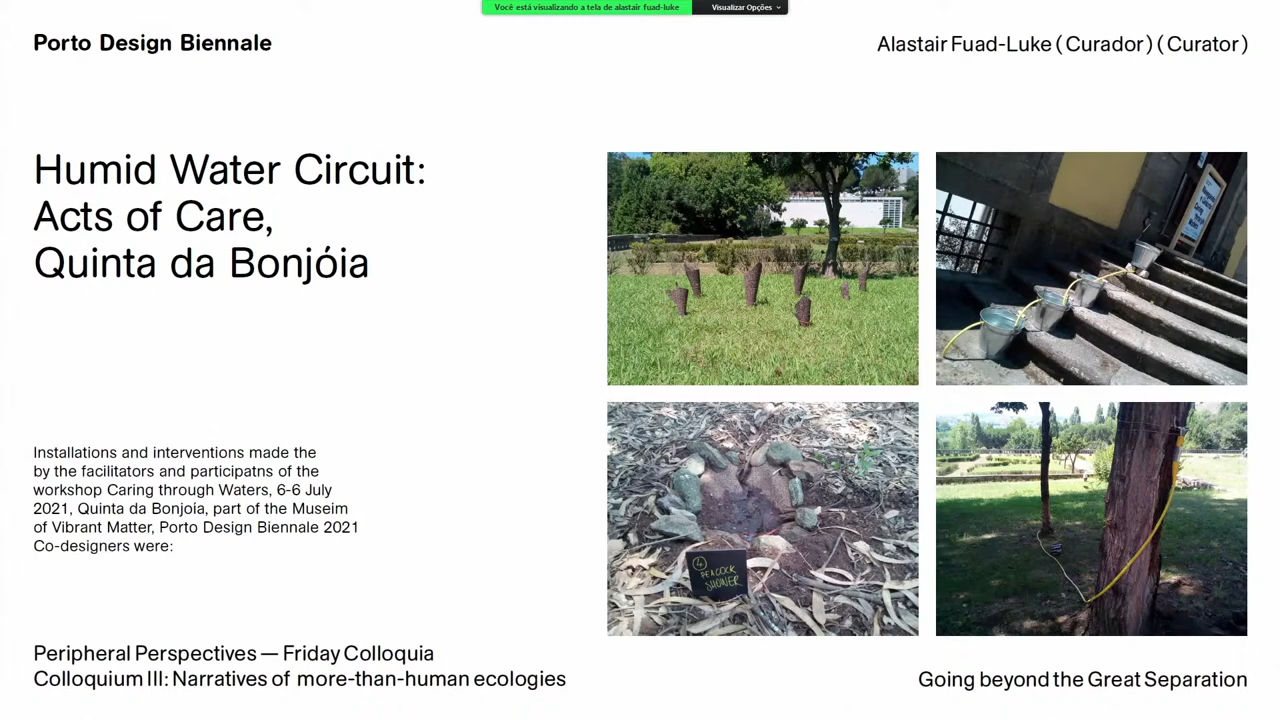 Você está visualizando a tela de alastair fuad-luke
Visualizar Opções
Porto Design Biennale
Alastair Fuad-Luke (Curador) (Curator)
Humid Water Circuit:
Acts of Care,
Quinta da Bonjóia
Installations and interventions made the
by the facilitators and participatns of the
workshop Caring through Waters, 6-6 July
2021, Quinta da Bonjoia, part of the Museim
of Vibrant Matter, Porto Design Biennale 2021
Co-designers were:
4
PEACOCK
SHOWER
Peripheral Perspectives — Friday Colloquia
Colloquium III: Narratives of more-than-human ecologies
Going beyond the Great Separation